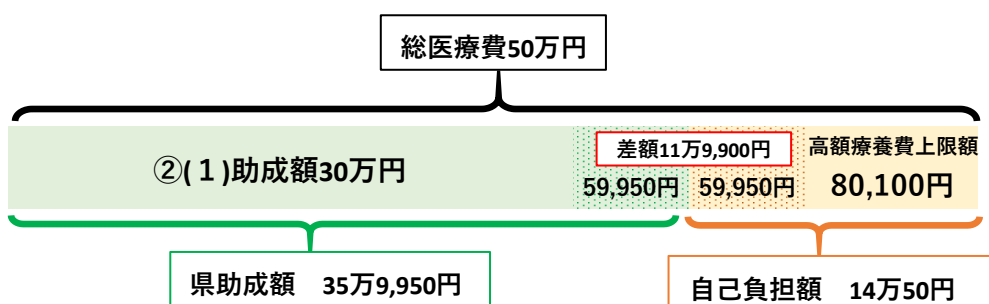 総医療費50万円
②(１)助成額30万円
差額11万9,900円
59,950円
59,950円
高額療養費上限額
80,100円
県助成額　35万9,950円
自己負担額　14万50円